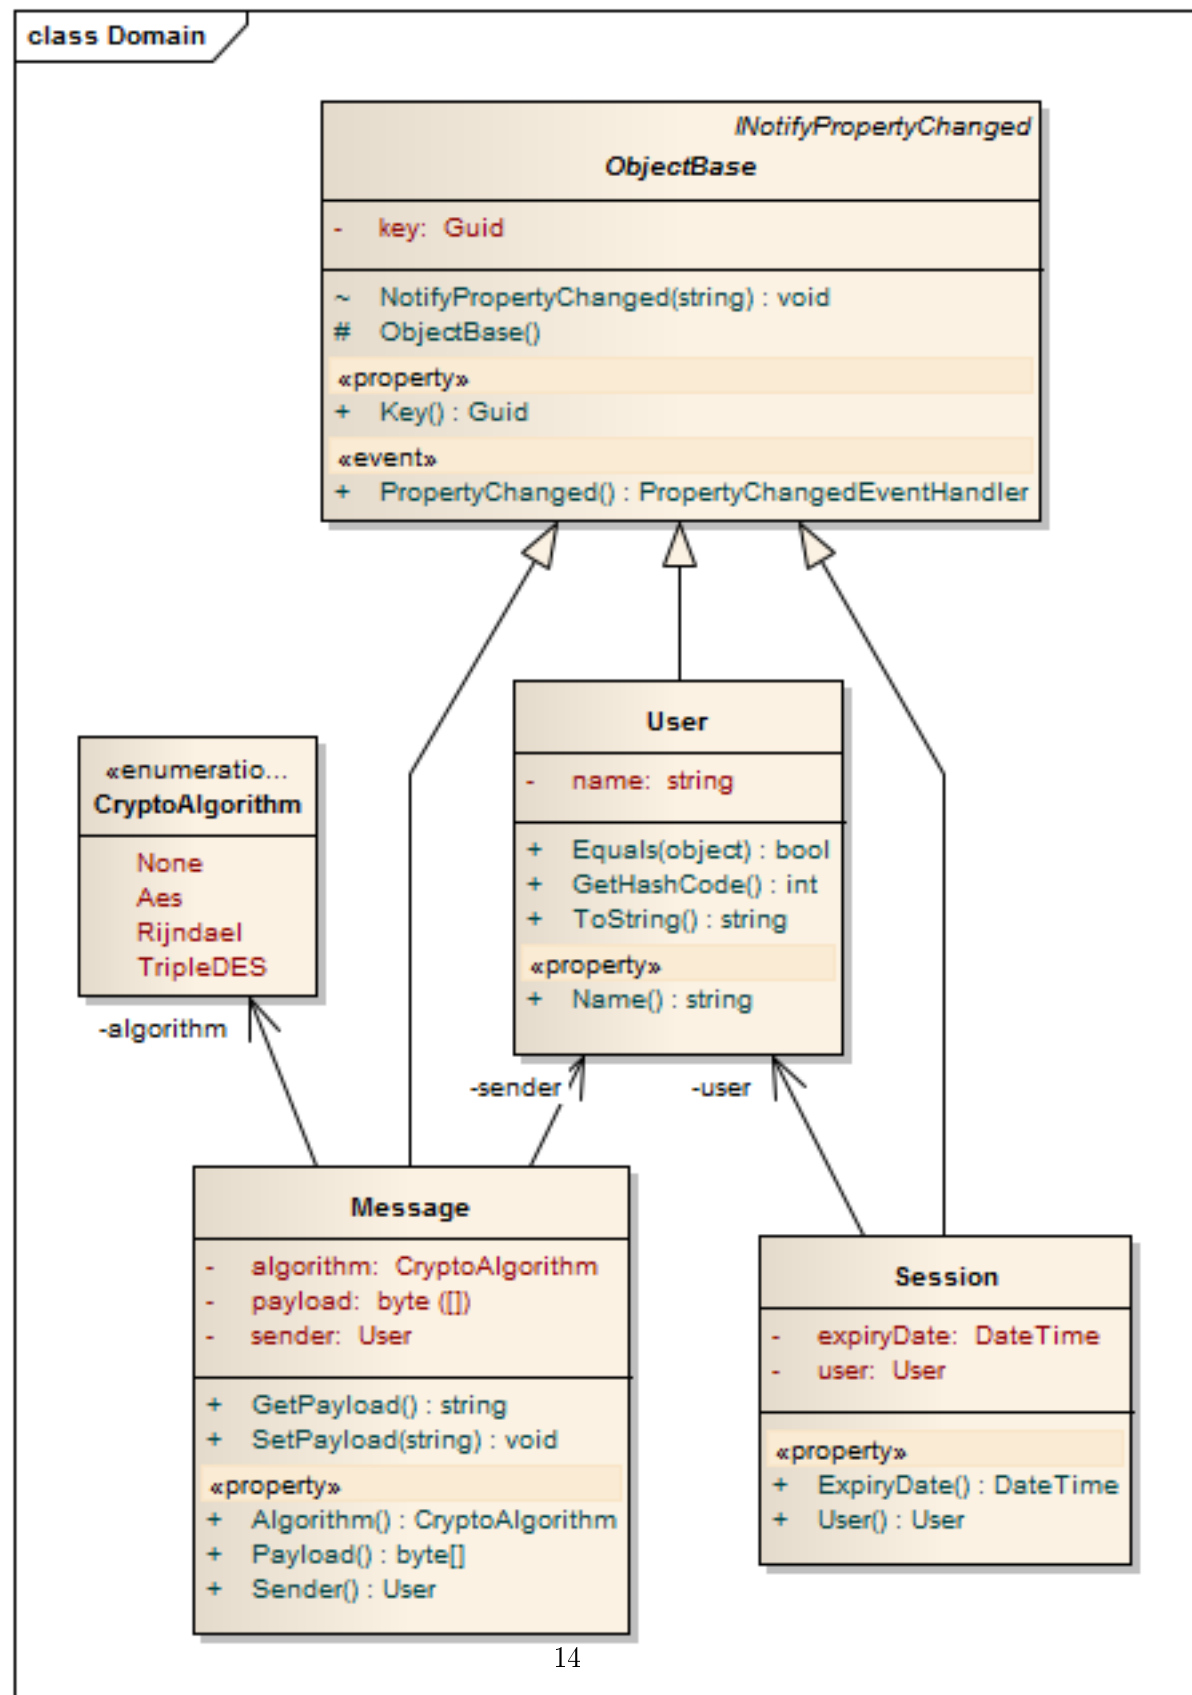 class Domain
INotifyPropertyChanged
ObjectBase
- key: Guid
~ NotifyPropertyChanged(string) : void
# ObjectBase()
«property»
+ Key() : Guid
«event»
+ PropertyChanged() : PropertyChangedEventHandler
User
- name: string
+ Equals(object) : bool
+ GetHashCode() : int
+ ToString() : string
«property»
+ Name() : string
«enumeratio...
CryptoAlgorithm
None
Aes
Rijndael
TripleDES
-algorithm
-sender
-user
Message
- algorithm: CryptoAlgorithm
- payload: byte ([])
- sender: User
+ GetPayload() : string
+ SetPayload(string) : void
«property»
+ Algorithm() : CryptoAlgorithm
+ Payload() : byte[]
+ Sender() : User
Session
- expiryDate: DateTime
- user: User
«property»
+ ExpiryDate() : DateTime
+ User() : User
14